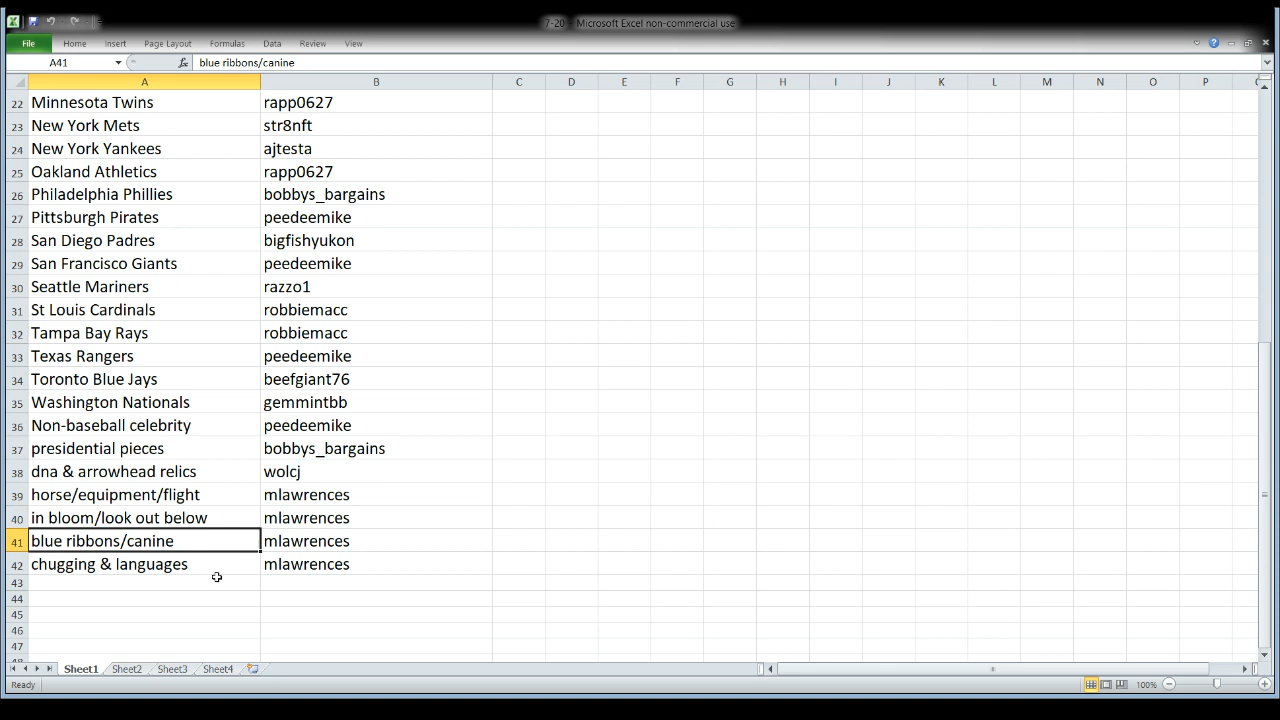 7-20 - Microsoft Excel non-commercial use
File Home Insert Page Layout Formulas Data Review View
A41 fx blue ribbons/canine
A B C D E F G H I J K L M N O P
22 Minnesota Twins rapp0627
23 New York Mets str8nft
24 New York Yankees ajtesta
25 Oakland Athletics rapp0627
26 Philadelphia Phillies bobbys_bargains
27 Pittsburgh Pirates peedeemike
28 San Diego Padres bigfishyukon
29 San Francisco Giants peedeemike
30 Seattle Mariners razzo1
31 St Louis Cardinals robbiemacc
32 Tampa Bay Rays robbiemacc
33 Texas Rangers peedeemike
34 Toronto Blue Jays beefgiant76
35 Washington Nationals gemmintbb
36 Non-baseball celebrity peedeemike
37 presidential pieces bobbys_bargains
38 dna & arrowhead relics wolcj
39 horse/equipment/flight mlawrences
40 in bloom/look out below mlawrences
41 blue ribbons/canine mlawrences
42 chugging & languages mlawrences
43
44
45
46
47
Sheet1 Sheet2 Sheet3 Sheet4
Ready 100%